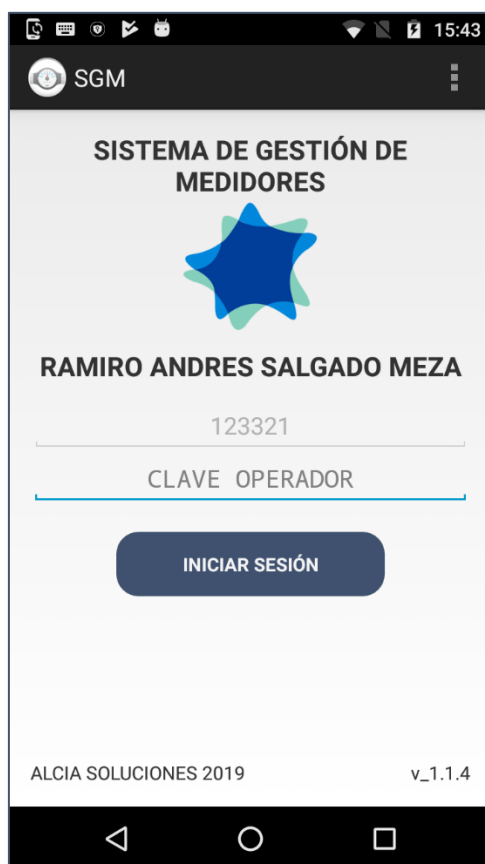 15:43
SGM
SISTEMA DE GESTIÓN DE
MEDIDORES
RAMIRO ANDRES SALGADO MEZA
123321
CLAVE OPERADOR
INICIAR SESIÓN
ALCIA SOLUCIONES 2019 v_1.1.4